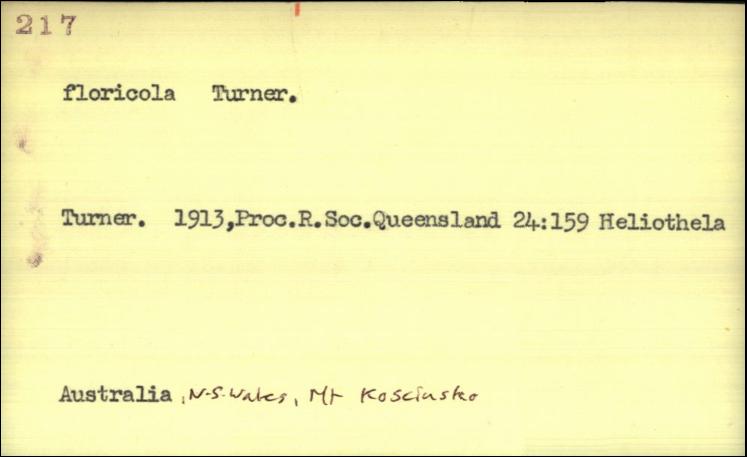 217
floricola Turner.
Turner. 1913,Proc.R.Soc.Queensland 24:159 Heliothela
Australia , N.S.Wales, Mt Kosciusko